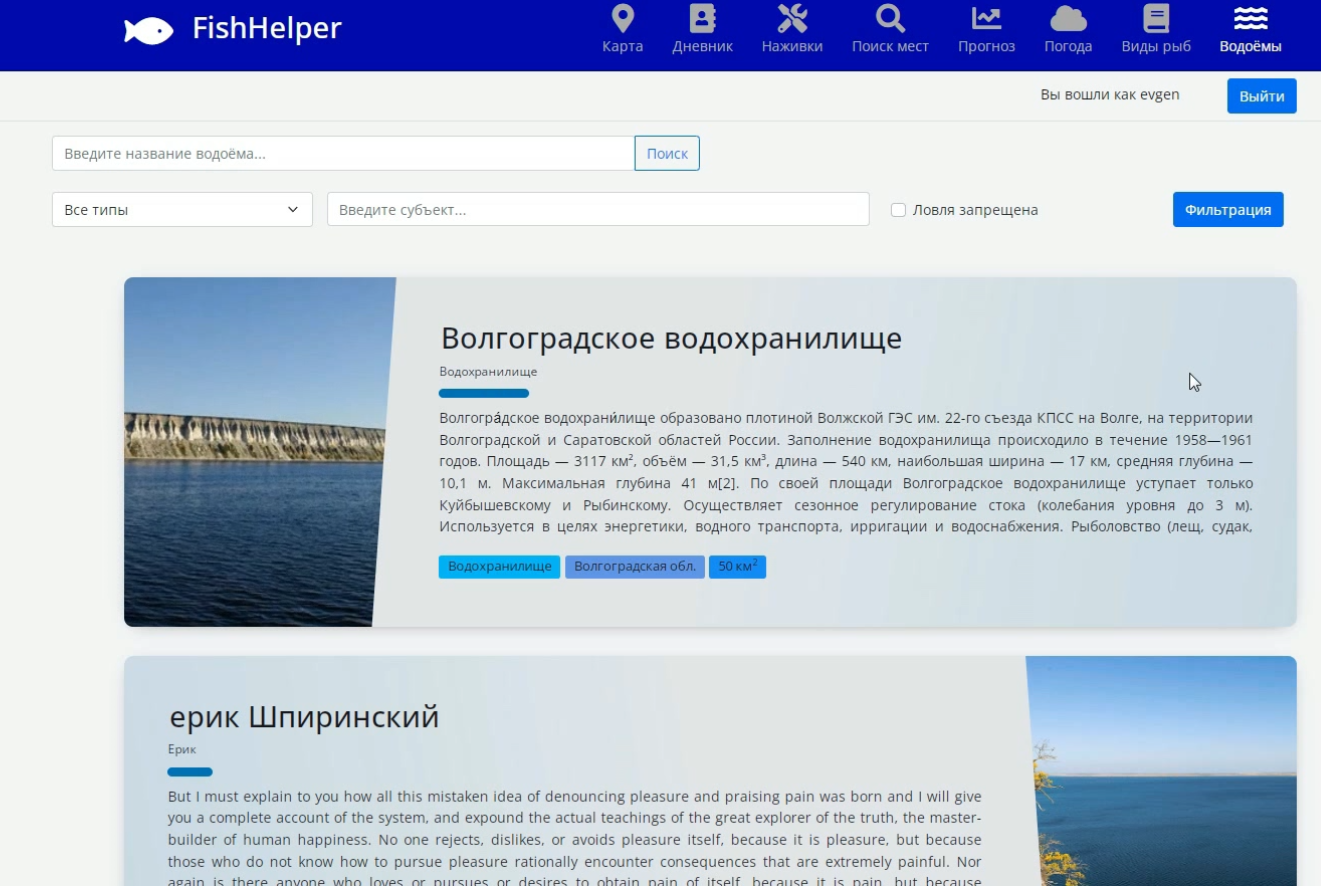 FishHelper
Карта Дневник Наживки Поиск мест Прогноз Погода Виды рыб Водоёмы
Вы вошли как evgen Выйти
Введите название водоёма... Поиск
Все типы Введите субъект... Ловля запрещена Фильтрация
Волгоградское водохранилище
Водохранилище
Волгогра́дское водохрани́лище образовано плотиной Волжской ГЭС им. 22-го съезда КПСС на Волге, на территории
Волгоградской и Саратовской областей России. Заполнение водохранилища происходило в течение 1958—1961
годов. Площадь — 3117 км², объём — 31,5 км³, длина — 540 км, наибольшая ширина — 17 км, средняя глубина —
10,1 м. Максимальная глубина 41 м[2]. По своей площади Волгоградское водохранилище уступает только
Куйбышевскому и Рыбинскому. Осуществляет сезонное регулирование стока (колебания уровня до 3 м).
Используется в целях энергетики, водного транспорта, ирригации и водоснабжения. Рыболовство (лещ, судак,
Водохранилище Волгоградская обл. 50 км²
ерик Шпиринский
Ерик
But I must explain to you how all this mistaken idea of denouncing pleasure and praising pain was born and I will give
you a complete account of the system, and expound the actual teachings of the great explorer of the truth, the master-
builder of human happiness. No one rejects, dislikes, or avoids pleasure itself, because it is pleasure, but because
those who do not know how to pursue pleasure rationally encounter consequences that are extremely painful. Nor
again is there anyone who loves or pursues or desires to obtain pain of itself, because it is pain, but because